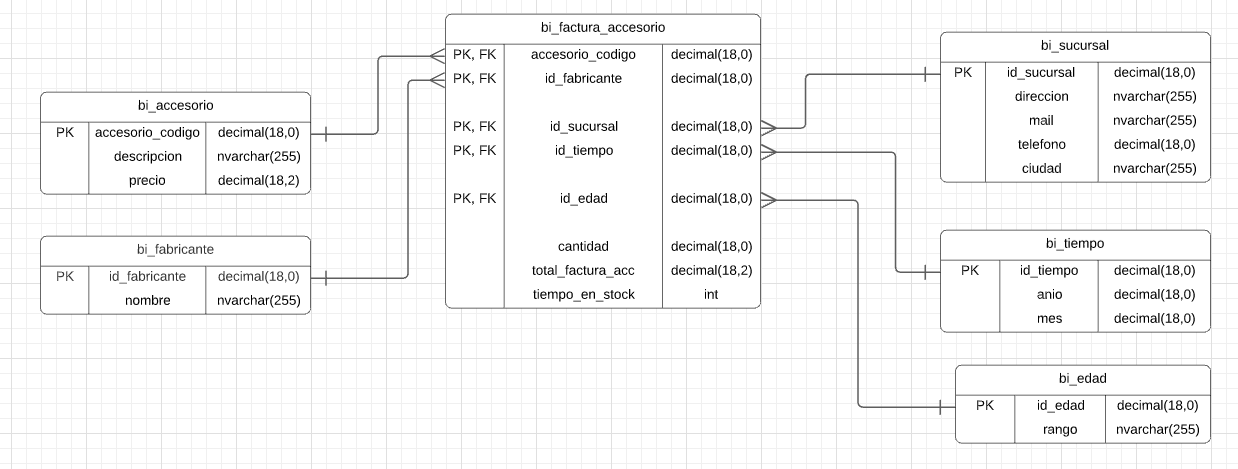 bi_factura_accesorio
PK, FK accesorio_codigo decimal(18,0)
PK, FK id_fabricante decimal(18,0)
PK, FK id_sucursal decimal(18,0)
PK, FK id_tiempo decimal(18,0)
PK, FK id_edad decimal(18,0)
cantidad decimal(18,0)
total_factura_acc decimal(18,2)
tiempo_en_stock int
bi_accesorio
PK accesorio_codigo decimal(18,0)
descripcion nvarchar(255)
precio decimal(18,2)
bi_fabricante
PK id_fabricante decimal(18,0)
nombre nvarchar(255)
bi_sucursal
PK id_sucursal decimal(18,0)
direccion nvarchar(255)
mail nvarchar(255)
telefono decimal(18,0)
ciudad nvarchar(255)
bi_tiempo
PK id_tiempo decimal(18,0)
anio decimal(18,0)
mes decimal(18,0)
bi_edad
PK id_edad decimal(18,0)
rango nvarchar(255)